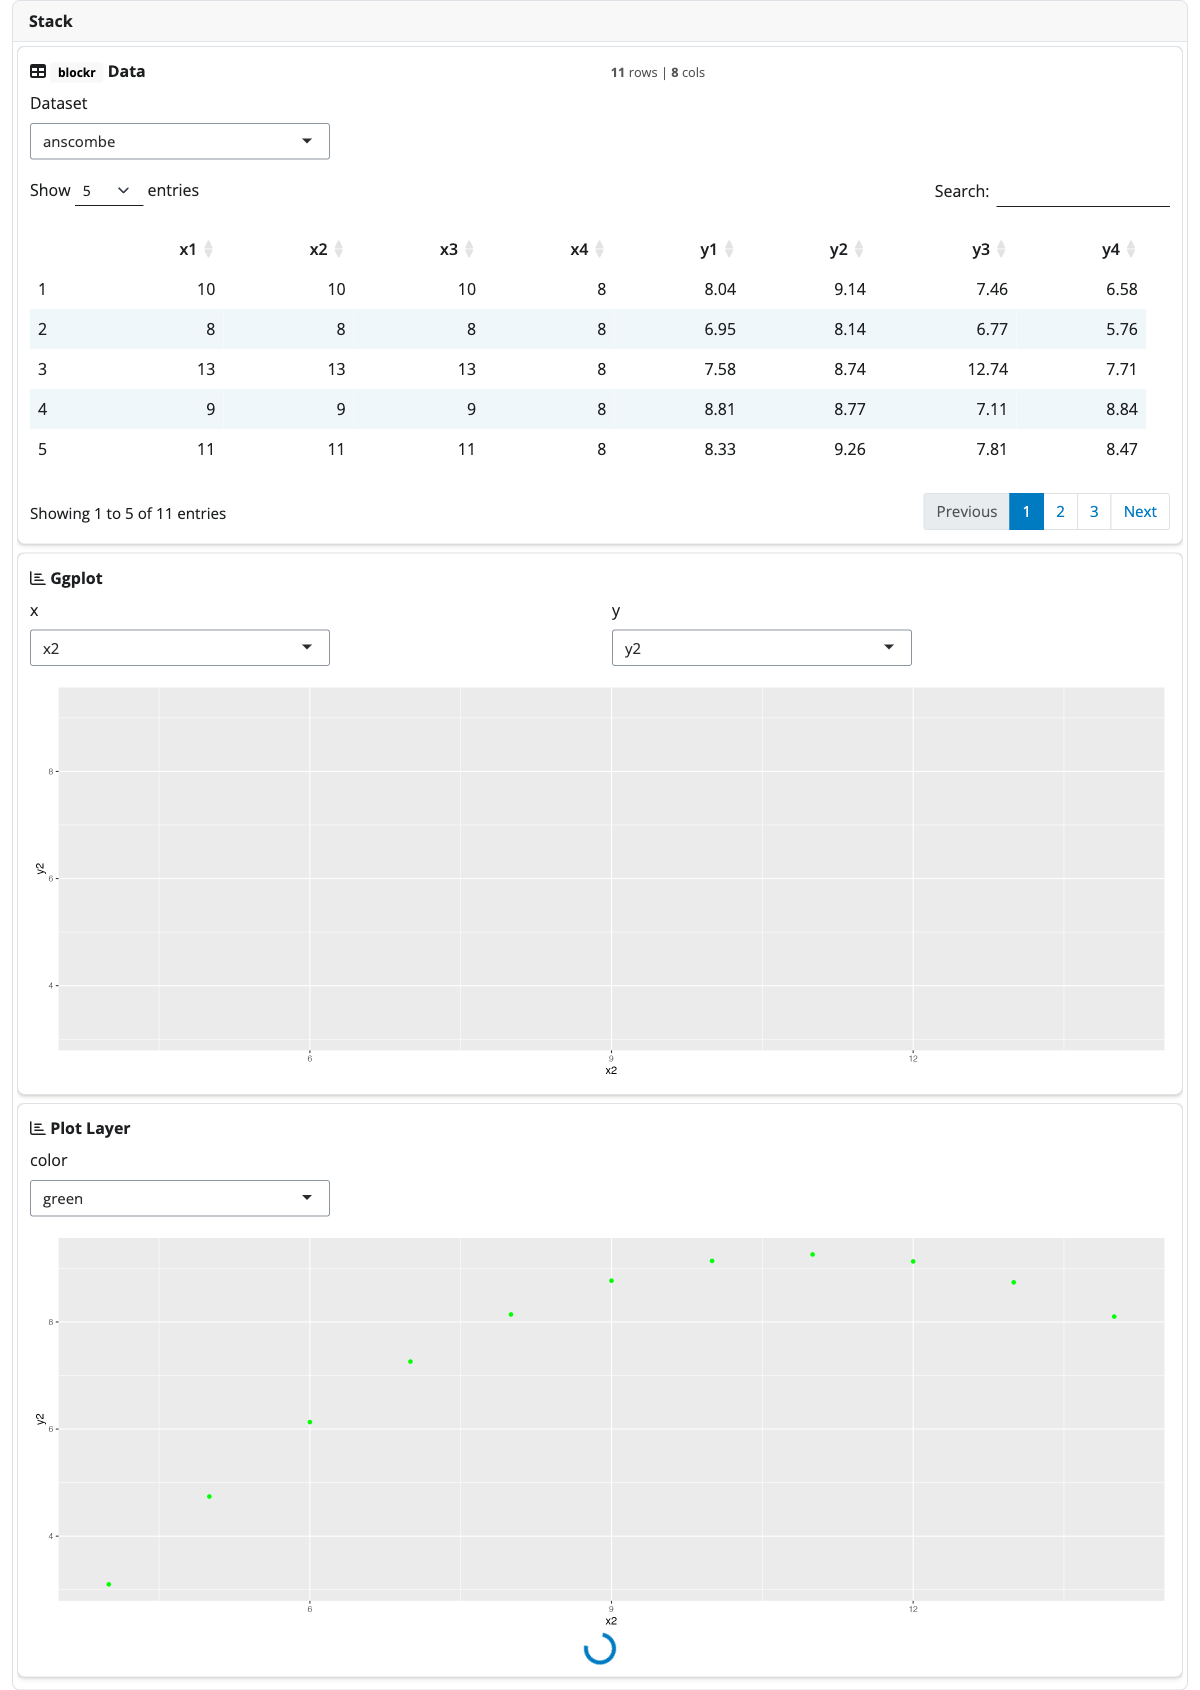 Stack
blockr Data 11 rows | 8 cols
Dataset
anscombe
Show 5 entries Search:
x1 x2 x3 x4 y1 y2 y3 y4
1 10 10 10 8 8.04 9.14 7.46 6.58
2 8 8 8 8 6.95 8.14 6.77 5.76
3 13 13 13 8 7.58 8.74 12.74 7.71
4 9 9 9 8 8.81 8.77 7.11 8.84
5 11 11 11 8 8.33 9.26 7.81 8.47
Showing 1 to 5 of 11 entries Previous 1 2 3 Next
Ggplot
x y
x2 y2
8
y2
6
4
6 9 12
x2
Plot Layer
color
green
8
y2
6
4
6 9 12
x2